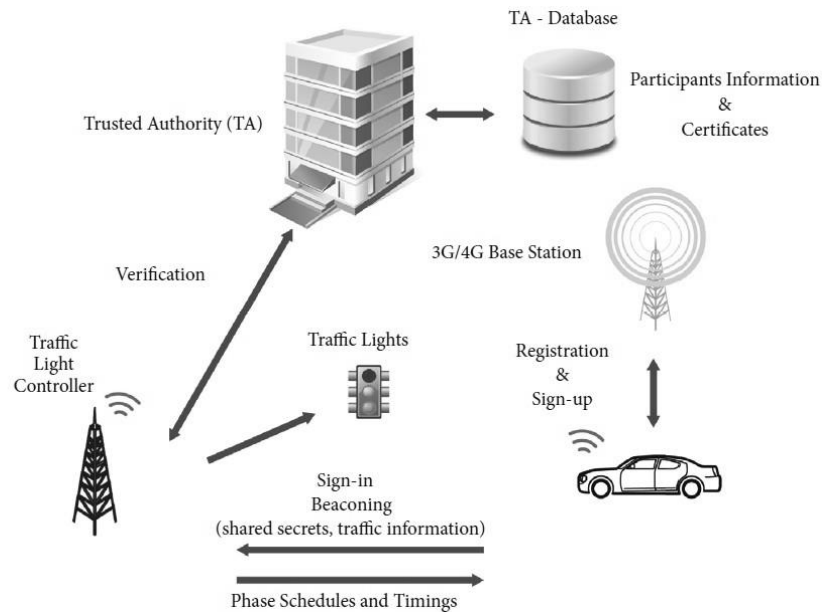 TA - Database
Participants Information
&
Certificates
Trusted Authority (TA)
3G/4G Base Station
Verification
Traffic
Light
Controller
Traffic Lights
Registration
&
Sign-up
Sign-in
Beaconing
(shared secrets, traffic information)
Phase Schedules and Timings